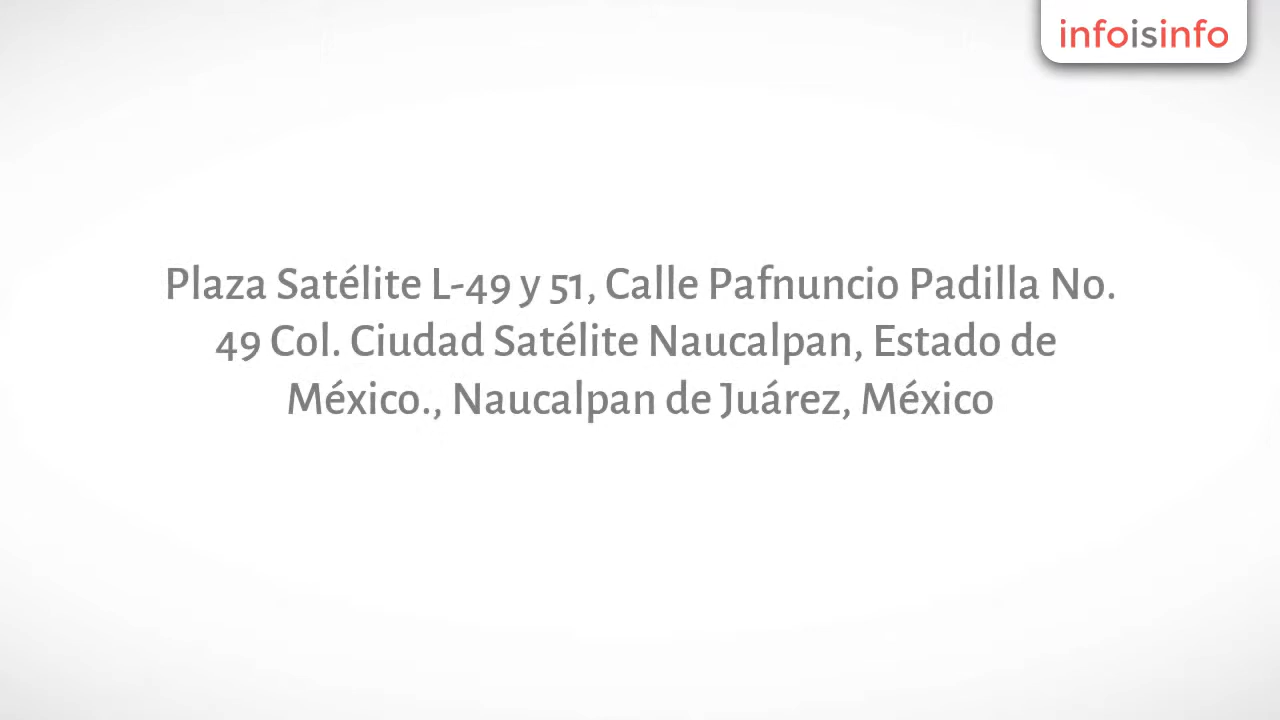 infoisinfo
Plaza Satélite L-49 y 51, Calle Pafnuncio Padilla No.
49 Col. Ciudad Satélite Naucalpan, Estado de
México., Naucalpan de Juárez, México